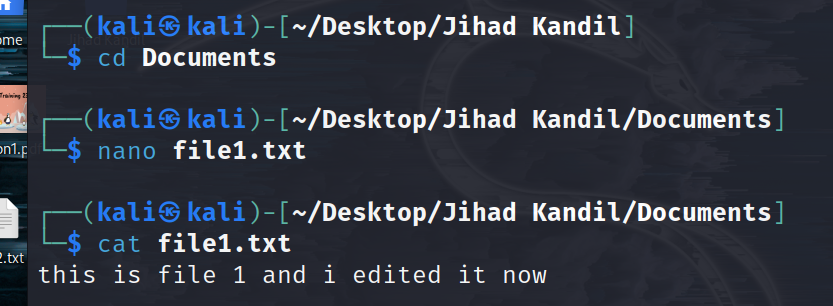 ┌──(kali㉿kali)-[~/Desktop/Jihad Kandil]
└─$ cd Documents
ome
┌──(kali㉿kali)-[~/Desktop/Jihad Kandil/Documents]
└─$ nano file1.txt
┌──(kali㉿kali)-[~/Desktop/Jihad Kandil/Documents]
└─$ cat file1.txt
2.txt
this is file 1 and i edited it now